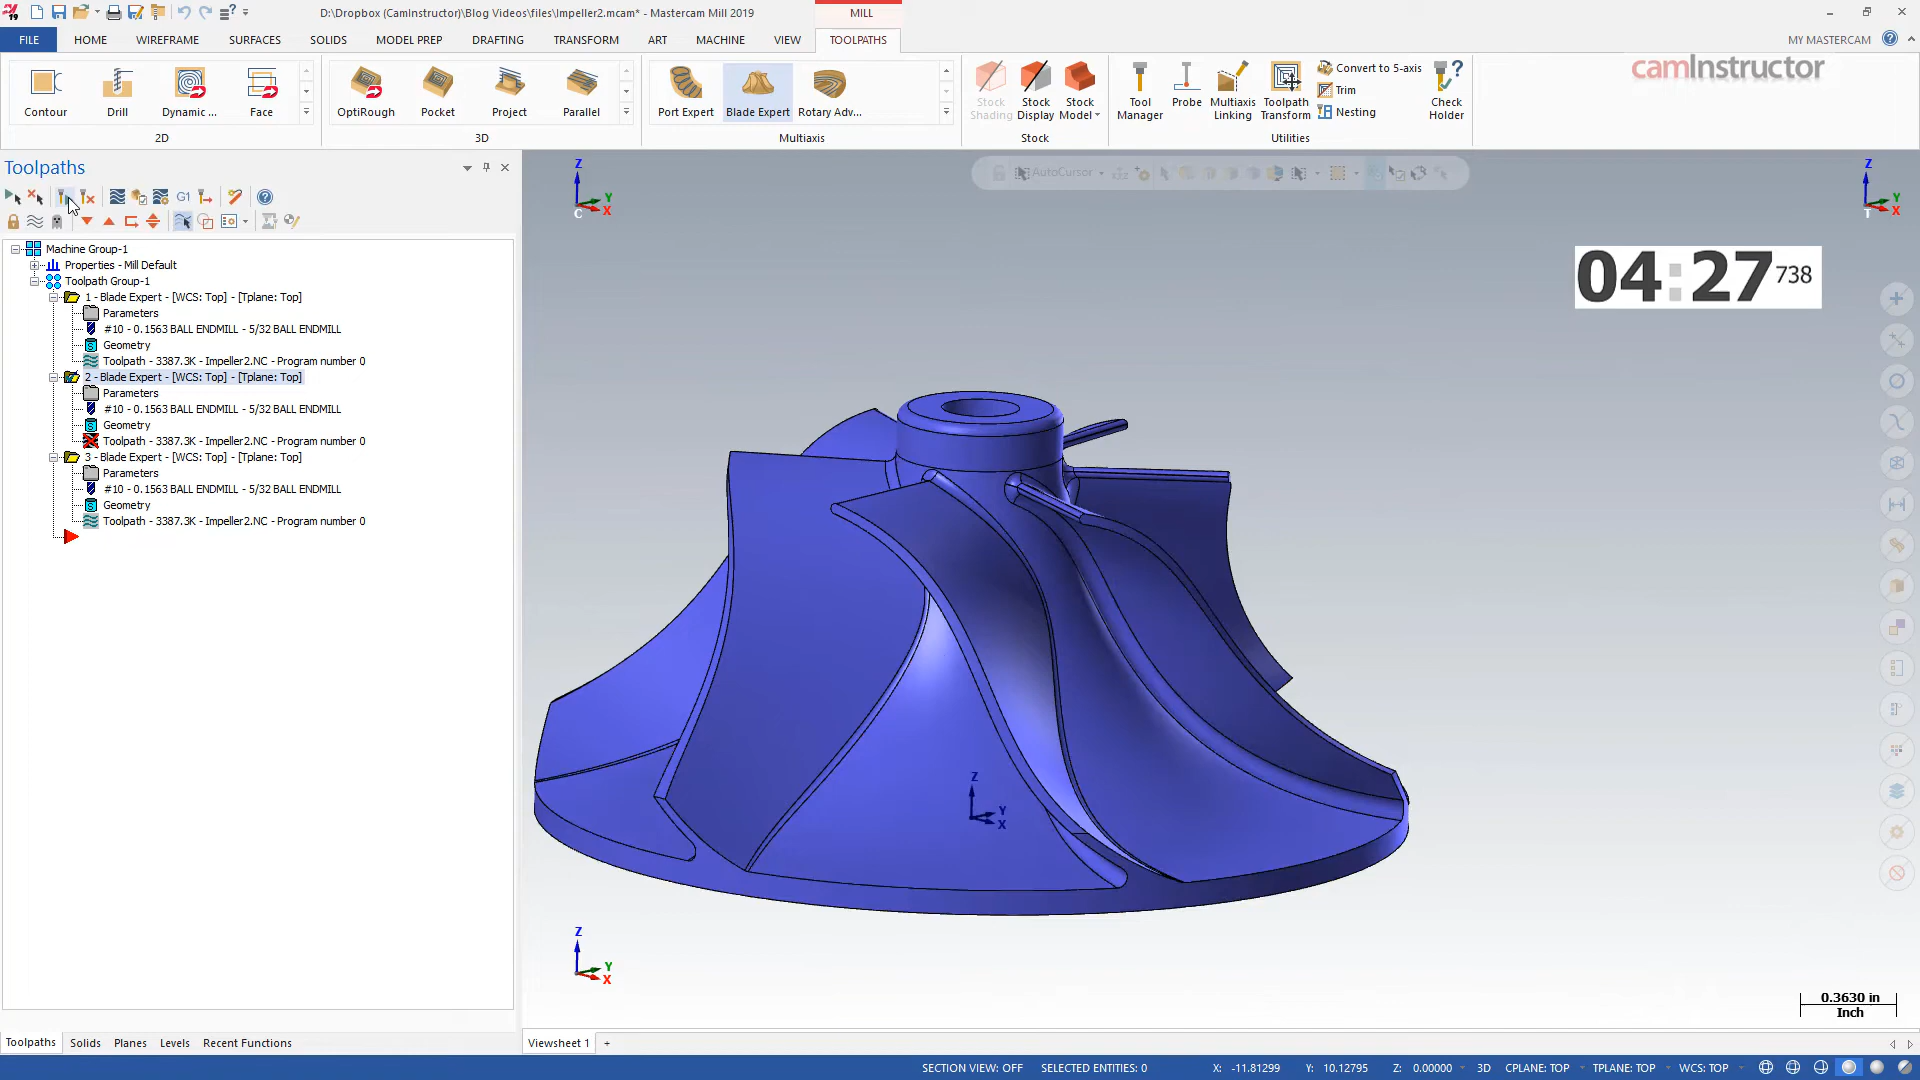 D:\Dropbox (CamInstructor)\Blog Videos\files\Impeller2.mcam* - Mastercam Mill 2019
MILL
FILE HOME WIREFRAME SURFACES SOLIDS MODEL PREP DRAFTING TRANSFORM ART MACHINE VIEW TOOLPATHS
MY MASTERCAM
Contour Drill Dynamic ... Face
2D
OptiRough Pocket Project Parallel
3D
Port Expert Blade Expert Rotary Adv...
Multiaxis
Stock Shading
Stock Display
Stock Model
Stock
Tool Manager
Probe
Multiaxis Linking
Toolpath Transform
Convert to 5-axis
Trim
Nesting
Check Holder
Utilities
camInstructor
Toolpaths
G1
AutoCursor
Machine Group-1
Properties - Mill Default
Toolpath Group-1
1 - Blade Expert - [WCS: Top] - [Tplane: Top]
Parameters
#10 - 0.1563 BALL ENDMILL - 5/32 BALL ENDMILL
Geometry
Toolpath - 3387.3K - Impeller2.NC - Program number 0
2 - Blade Expert - [WCS: Top] - [Tplane: Top]
Parameters
#10 - 0.1563 BALL ENDMILL - 5/32 BALL ENDMILL
Geometry
Toolpath - 3387.3K - Impeller2.NC - Program number 0
3 - Blade Expert - [WCS: Top] - [Tplane: Top]
Parameters
#10 - 0.1563 BALL ENDMILL - 5/32 BALL ENDMILL
Geometry
Toolpath - 3387.3K - Impeller2.NC - Program number 0
Z
Y
X
C
Z
Y
X
T
04:27 738
Z
Y
X
Z
Y
X
0.3630 in
Inch
Toolpaths Solids Planes Levels Recent Functions
Viewsheet 1 +
SECTION VIEW: OFF SELECTED ENTITIES: 0 X: -11.81299 Y: 10.12795 Z: 0.00000 3D CPLANE: TOP TPLANE: TOP WCS: TOP